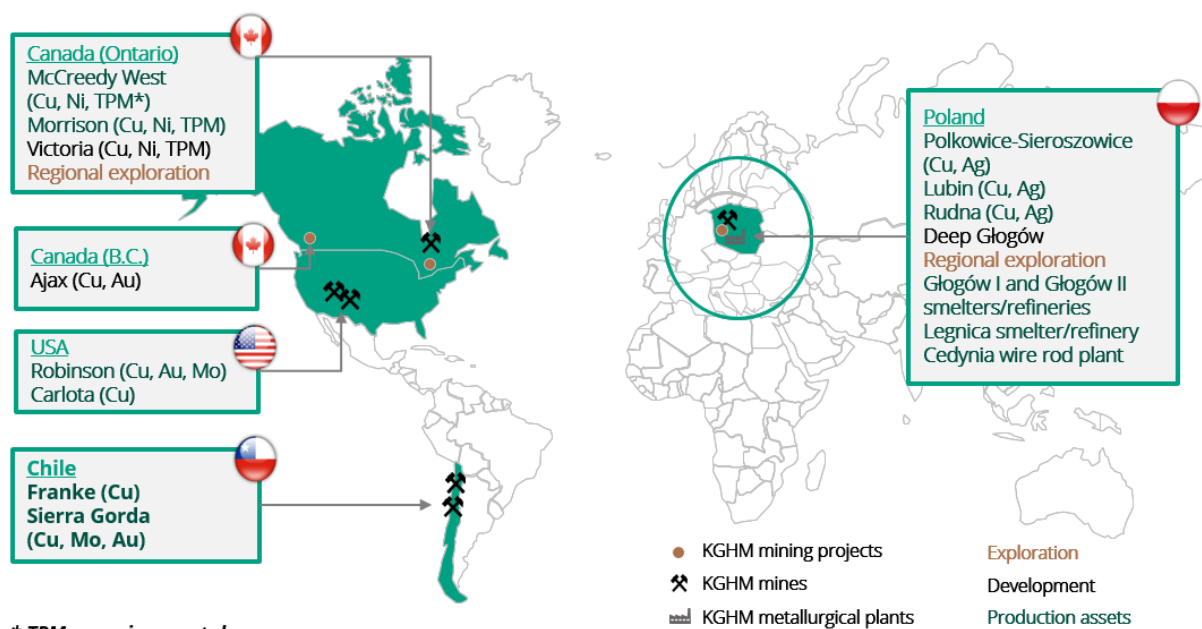 Canada (Ontario)
McCreedy West
(Cu, Ni, TPM*)
Morrison (Cu, Ni, TPM)
Victoria (Cu, Ni, TPM)
Regional exploration
Canada (B.C.)
Ajax (Cu, Au)
USA
Robinson (Cu, Au, Mo)
Carlota (Cu)
Chile
Franke (Cu)
Sierra Gorda
(Cu, Mo, Au)
Poland
Polkowice-Sieroszowice
(Cu, Ag)
Lubin (Cu, Ag)
Rudna (Cu, Ag)
Deep Głogów
Regional exploration
Głogów I and Głogów II
smelters/refineries
Legnica smelter/refinery
Cedynia wire rod plant
KGHM mining projects
KGHM mines
KGHM metallurgical plants
Exploration
Development
Production assets
* TPM